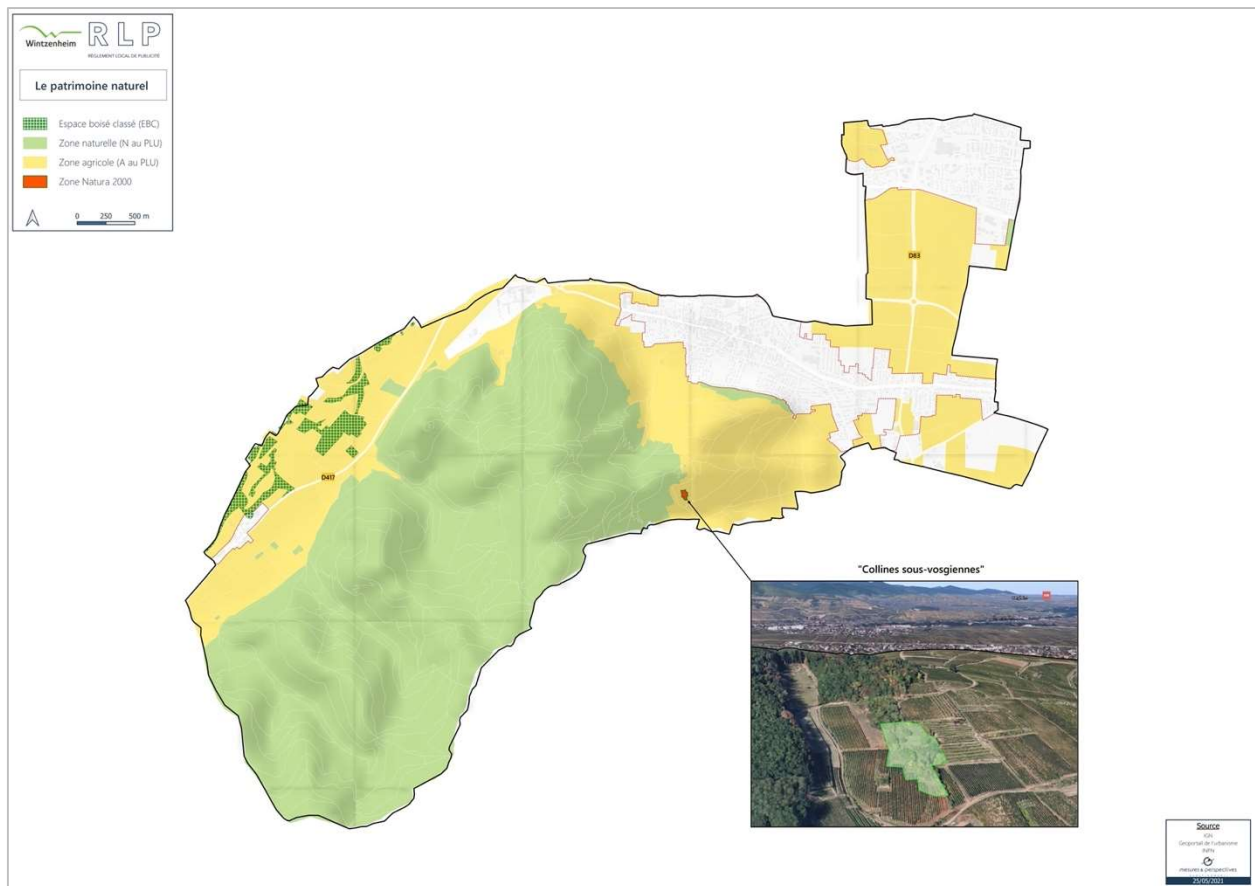 Wintzenheim
RLP
RÈGLEMENT LOCAL DE PUBLICITÉ
Le patrimoine naturel
Espace boisé classé (EBC)
Zone naturelle (N au PLU)
Zone agricole (A au PLU)
Zone Natura 2000
0 250 500 m
D83
D417
"Collines sous-vosgiennes"
Source
IGN
Géoportail de l'urbanisme
INPN
mesures & perspectives
25/05/2021